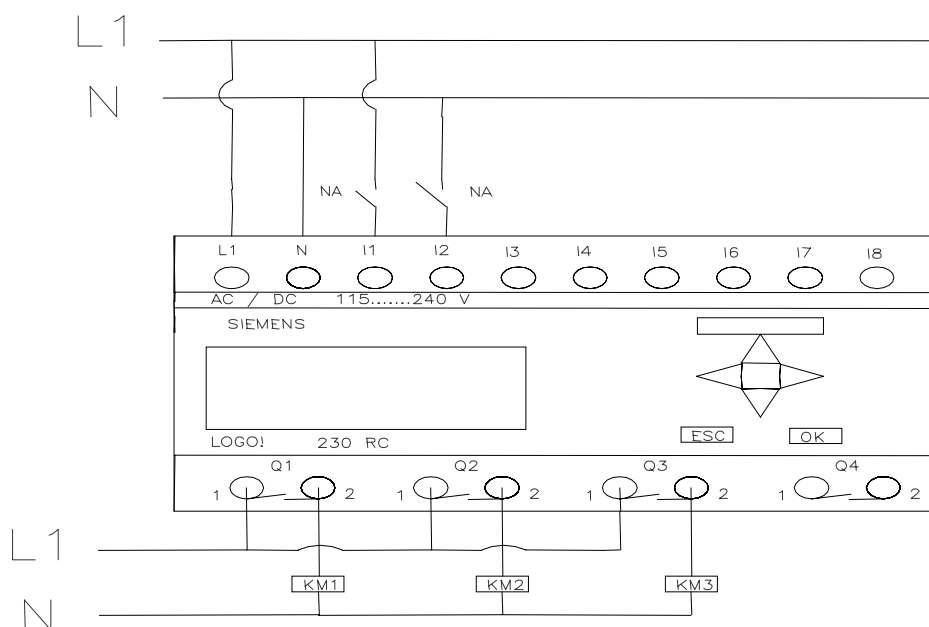 L1
N
NA NA
L1 N I1 I2 I3 I4 I5 I6 I7 I8
AC / DC 115.......240 V
SIEMENS
LOGO! 230 RC
ESC OK
Q1 Q2 Q3 Q4
1 2 1 2 1 2 1 2
L1
KM1 KM2 KM3
N